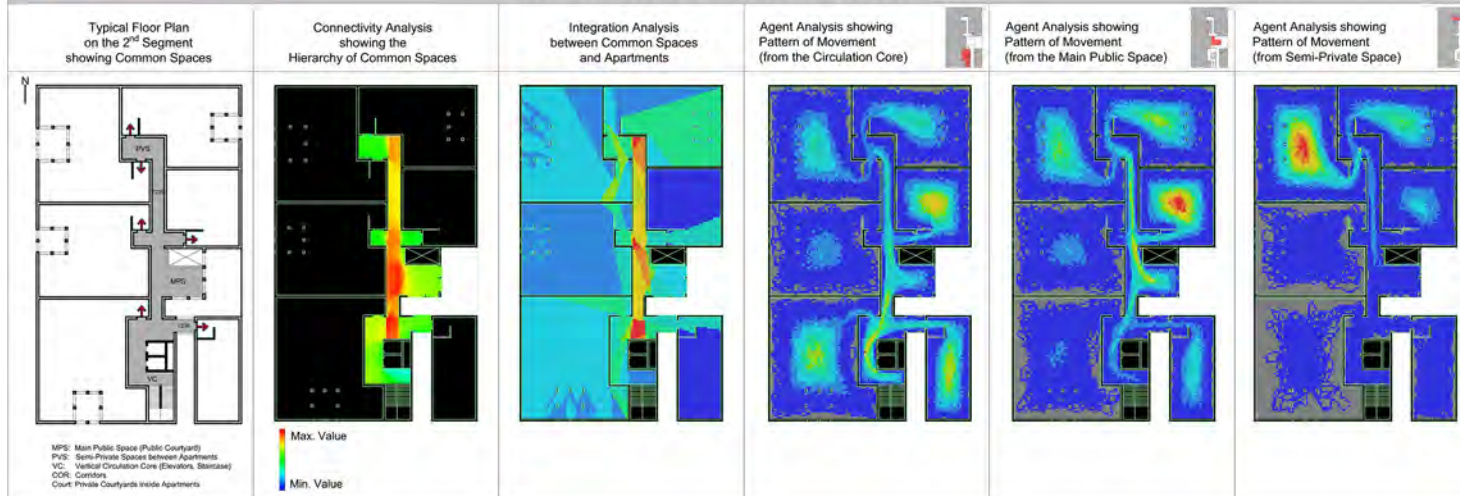 Typical Floor Plan
on the 2nd Segment
showing Common Spaces
Connectivity Analysis
showing the
Hierarchy of Common Spaces
Integration Analysis
between Common Spaces
and Apartments
Agent Analysis showing
Pattern of Movement
(from the Circulation Core)
Agent Analysis showing
Pattern of Movement
(from the Main Public Space)
Agent Analysis showing
Pattern of Movement
(from Semi-Private Space)
N
PVS
COR
MPS
COR
VC
MPS: Main Public Space (Public Courtyard)
PVS: Semi-Private Spaces between Apartments
VC: Vertical Circulation Core (Elevators, Staircase)
COR: Corridors
Court: Private Courtyards Inside Apartments
Max. Value
Min. Value